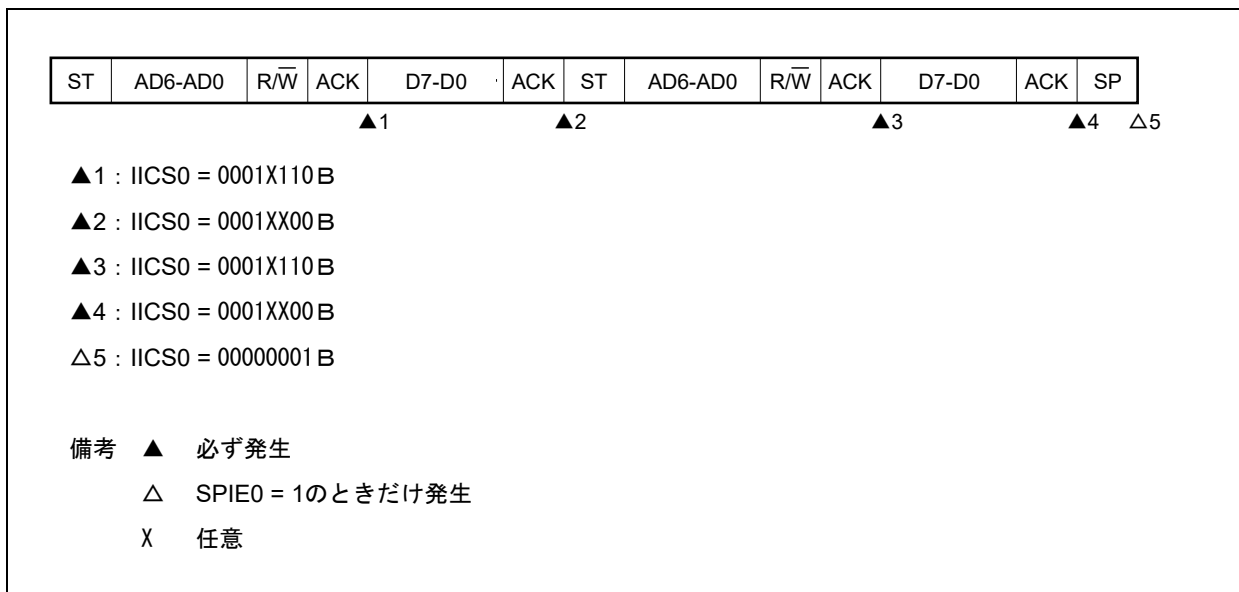 ST AD6-AD0 R/W̅ ACK D7-D0 ACK ST AD6-AD0 R/W̅ ACK D7-D0 ACK SP
▲1 ▲2 ▲3 ▲4 △5
▲1：IICS0 = 0001X110B
▲2：IICS0 = 0001XX00B
▲3：IICS0 = 0001X110B
▲4：IICS0 = 0001XX00B
△5：IICS0 = 00000001B
備考 ▲ 必ず発生
△ SPIE0 = 1のときだけ発生
X 任意